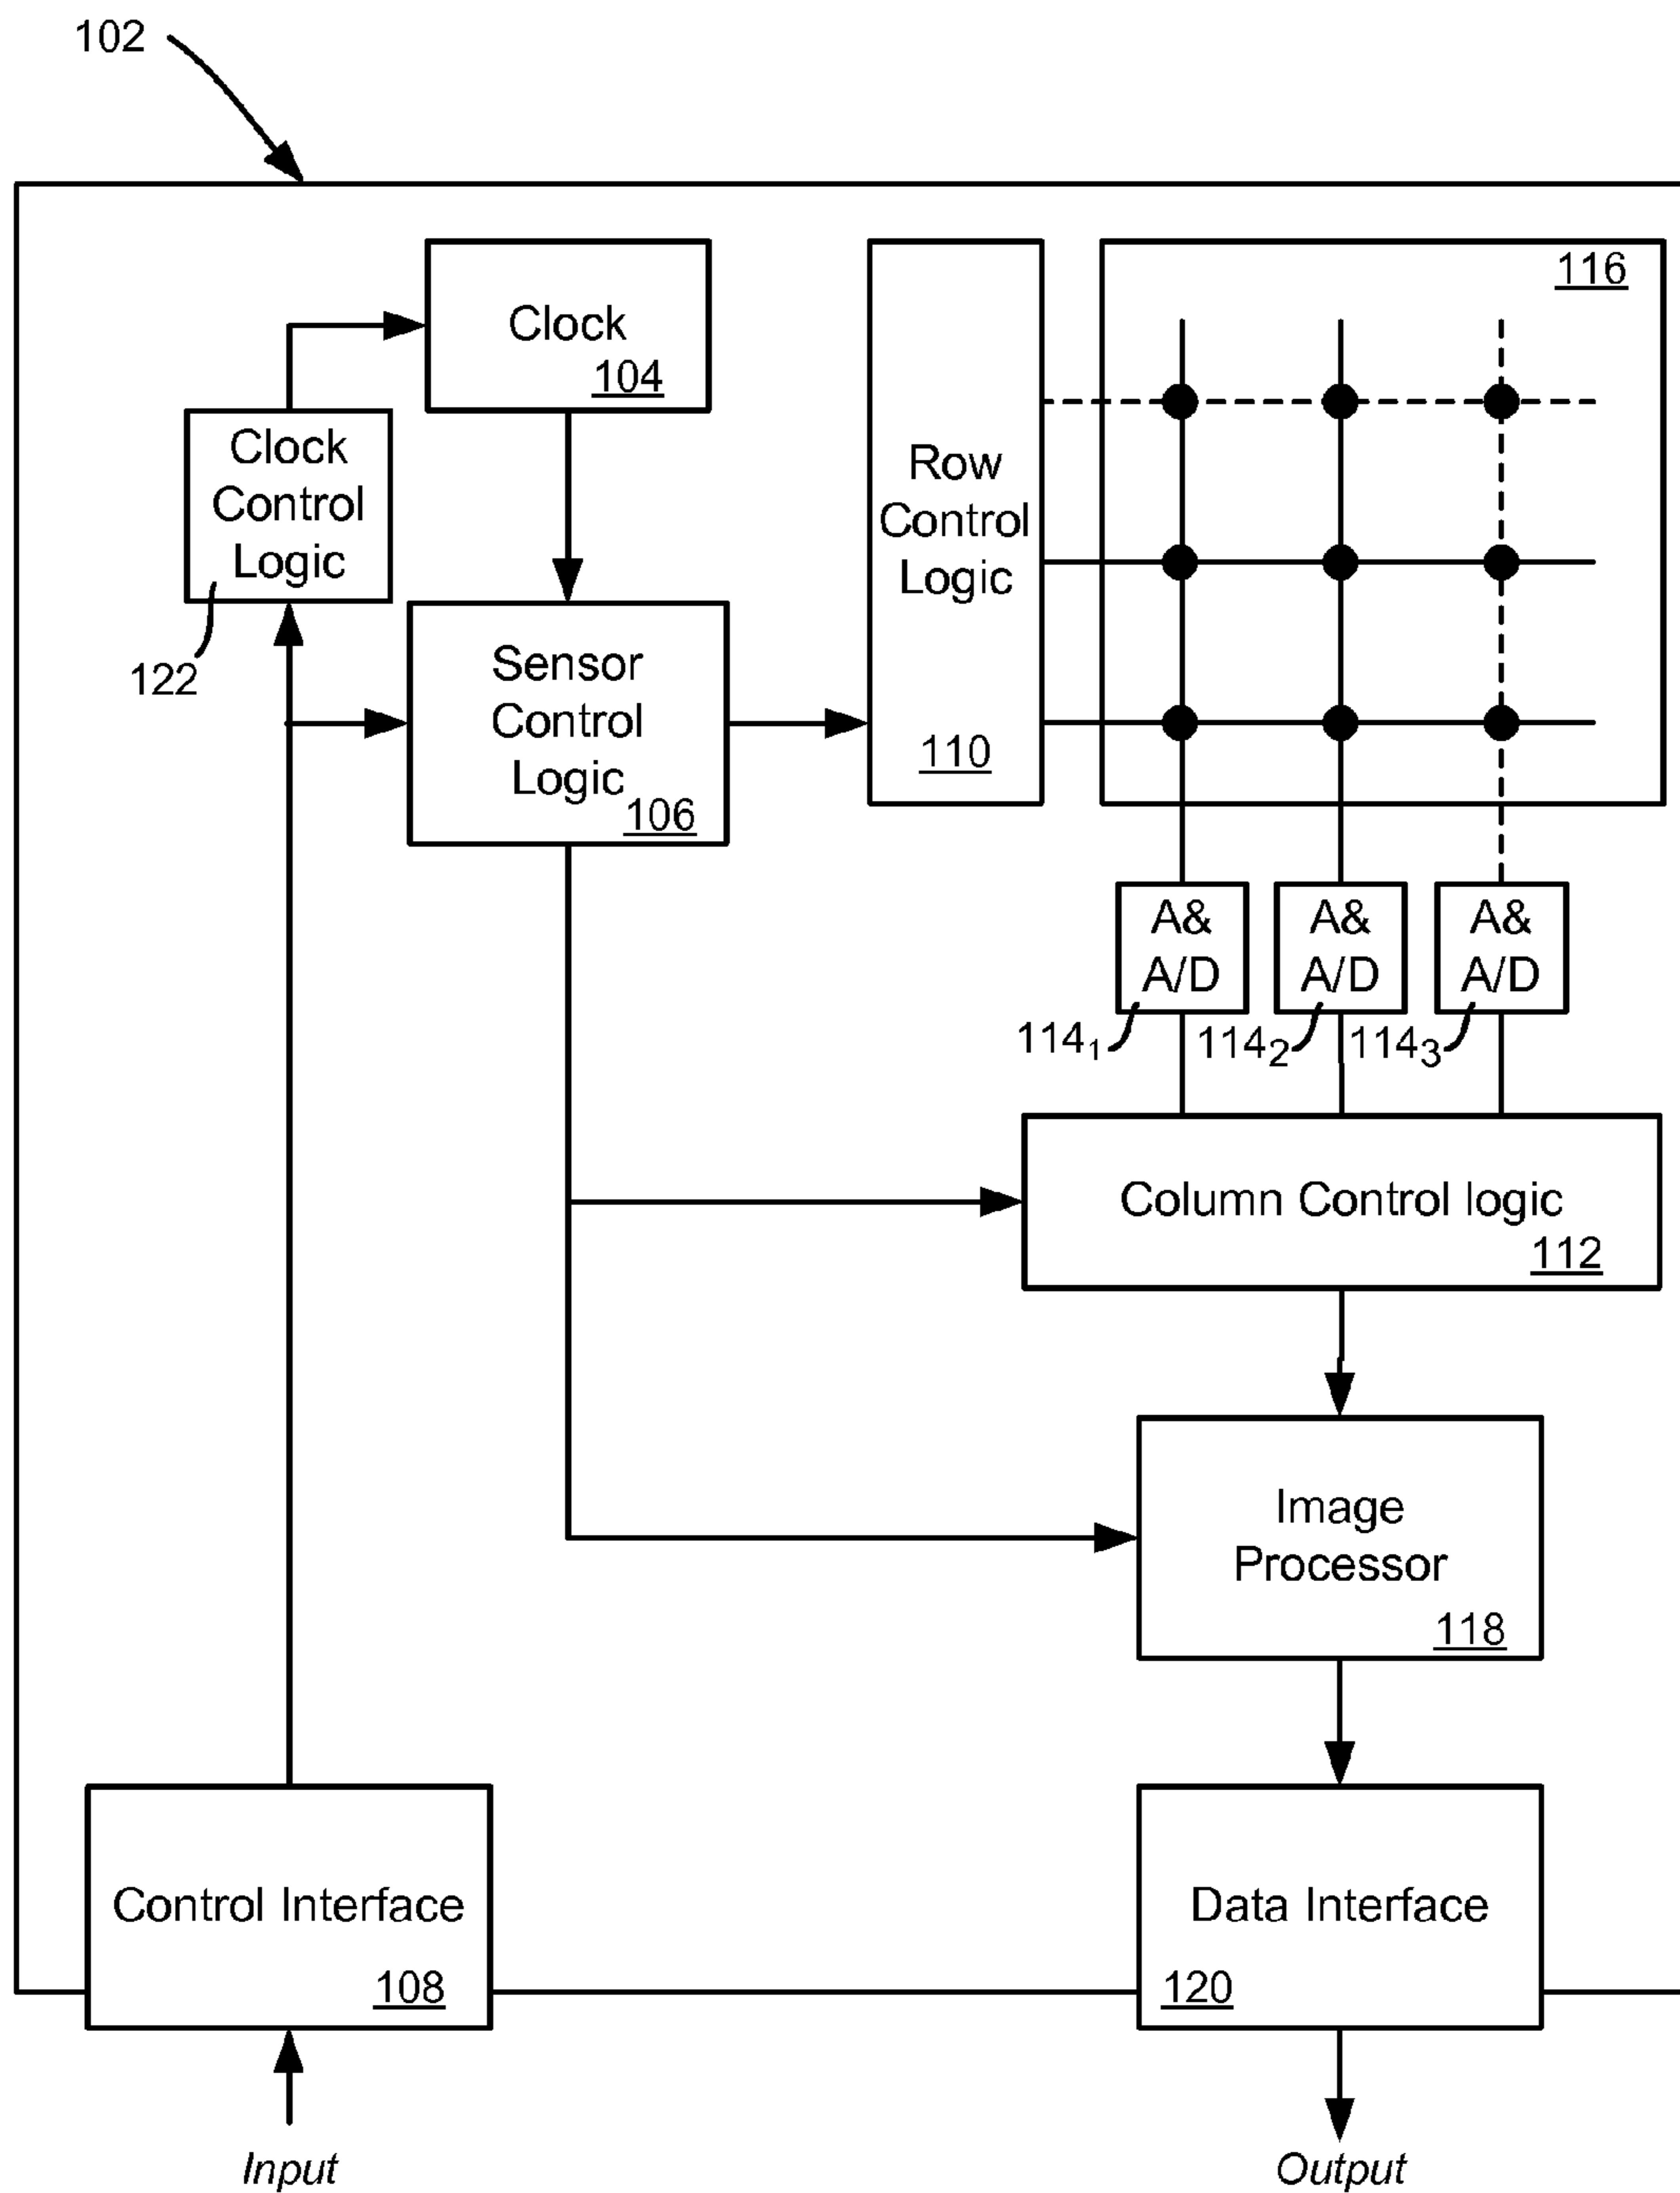 102
Clock
104
116
Clock
Control
Logic
122
Sensor
Control
Logic
106
Row
Control
Logic
110
A&
A/D
A&
A/D
A&
A/D
114₁
114₂
114₃
Column Control logic
112
Image
Processor
118
Control Interface
108
Data Interface
120
Input
Output